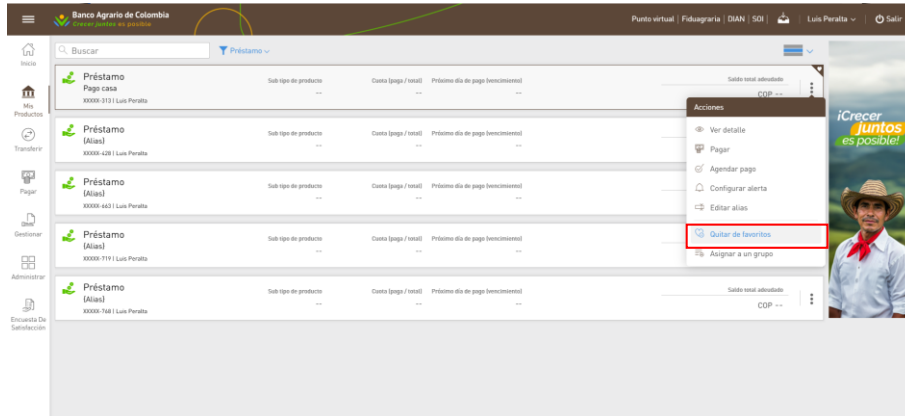 Banco Agrario de Colombia
Crecer juntos es posible
Punto virtual | Fiduagraria | DIAN | SOI | Luis Peralta | Salir
Inicio
Mis Productos
Transferir
Pagar
Gestionar
Administrar
Encuesta De Satisfacción
Buscar
Préstamo
Préstamo
Pago casa
XXXXX-313 | Luis Peralta
Sub tipo de producto
--
Cuota (paga / total)
--
Próximo día de pago (vencimiento)
--
Saldo total adeudado
COP --
Préstamo
(Alias)
XXXXX-428 | Luis Peralta
Sub tipo de producto
--
Cuota (paga / total)
--
Próximo día de pago (vencimiento)
--
Préstamo
(Alias)
XXXXX-663 | Luis Peralta
Sub tipo de producto
--
Cuota (paga / total)
--
Próximo día de pago (vencimiento)
--
Préstamo
(Alias)
XXXXX-719 | Luis Peralta
Sub tipo de producto
--
Cuota (paga / total)
--
Próximo día de pago (vencimiento)
--
Préstamo
(Alias)
XXXXX-768 | Luis Peralta
Sub tipo de producto
--
Cuota (paga / total)
--
Próximo día de pago (vencimiento)
--
Saldo total adeudado
COP --
Acciones
Ver detalle
Pagar
Agendar pago
Configurar alerta
Editar alias
Quitar de favoritos
Asignar a un grupo
¡Crecer
juntos
es posible!